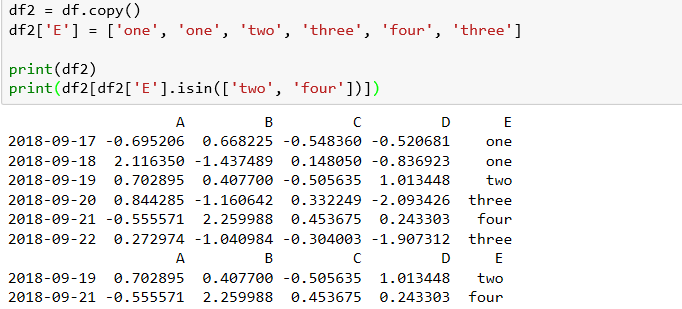 df2 = df.copy()
df2['E'] = ['one', 'one', 'two', 'three', 'four', 'three']
print(df2)
print(df2[df2['E'].isin(['two', 'four'])])
A B C D E
2018-09-17 -0.695206 0.668225 -0.548360 -0.520681 one
2018-09-18 2.116350 -1.437489 0.148050 -0.836923 one
2018-09-19 0.702895 0.407700 -0.505635 1.013448 two
2018-09-20 0.844285 -1.160642 0.332249 -2.093426 three
2018-09-21 -0.555571 2.259988 0.453675 0.243303 four
2018-09-22 0.272974 -1.040984 -0.304003 -1.907312 three
A B C D E
2018-09-19 0.702895 0.407700 -0.505635 1.013448 two
2018-09-21 -0.555571 2.259988 0.453675 0.243303 four